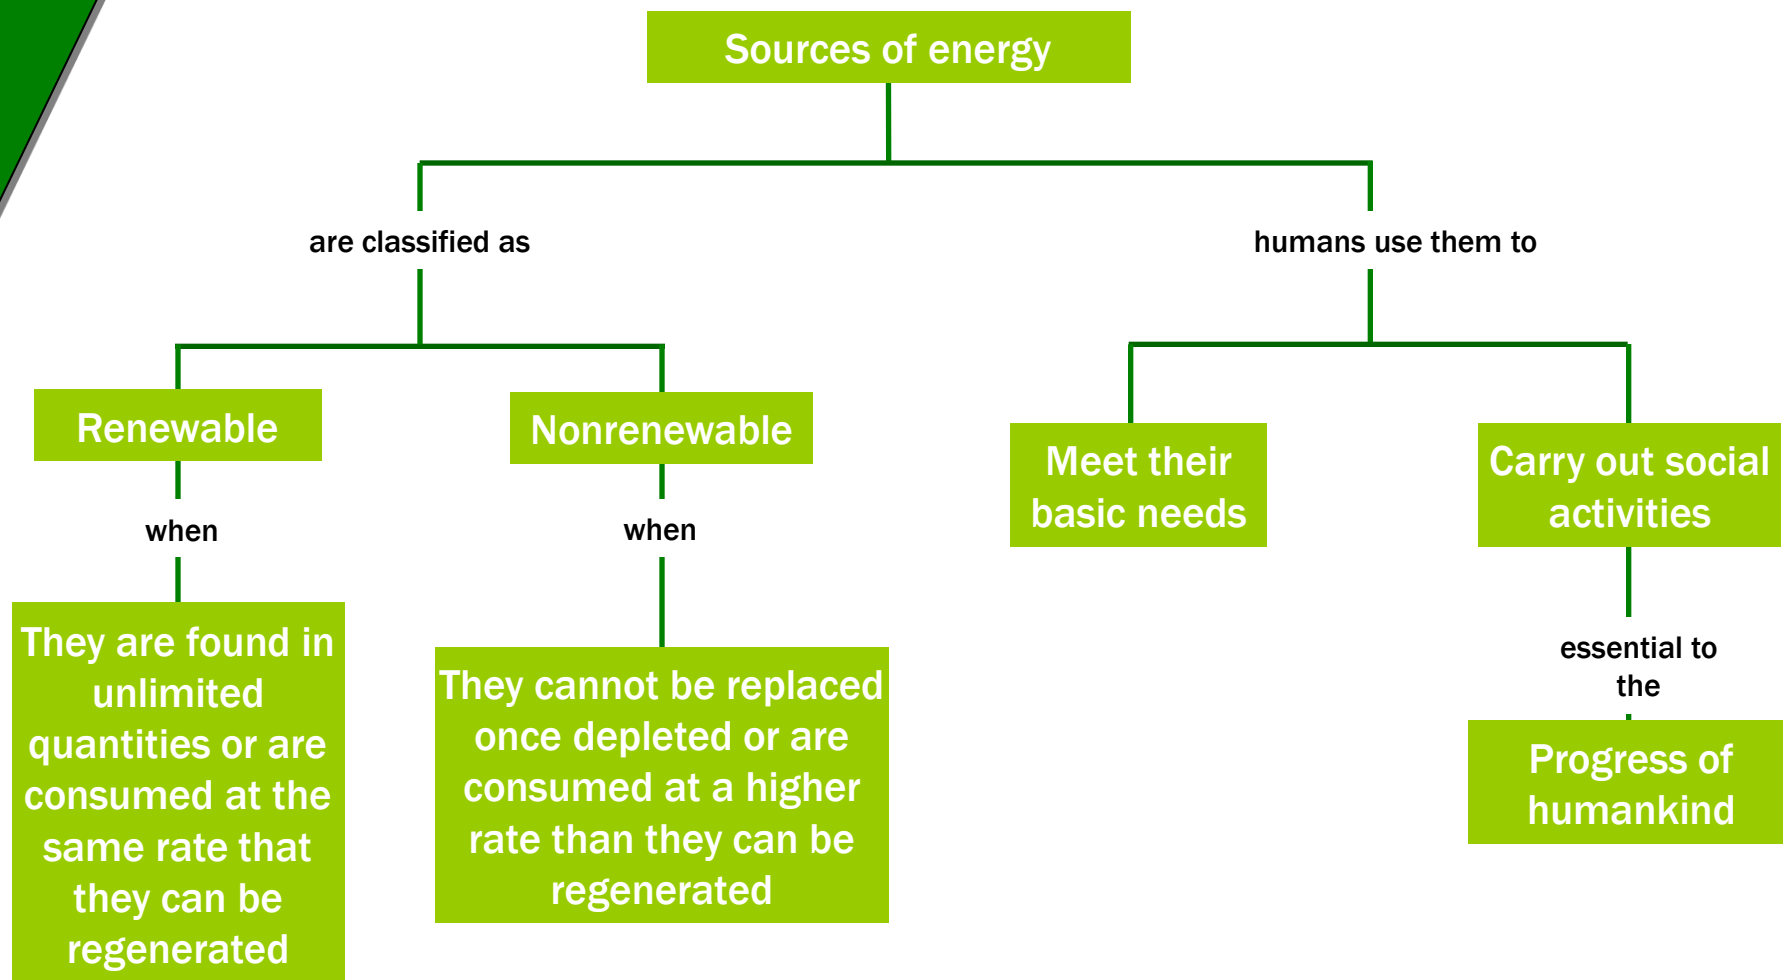 Sources of energy
are classified as
humans use them to
Renewable
Nonrenewable
Meet their
basic needs
Carry out social
activities
when
when
They are found in
unlimited
quantities or are
consumed at the
same rate that
they can be
regenerated
They cannot be replaced
once depleted or are
consumed at a higher
rate than they can be
regenerated
essential to
the
Progress of
humankind